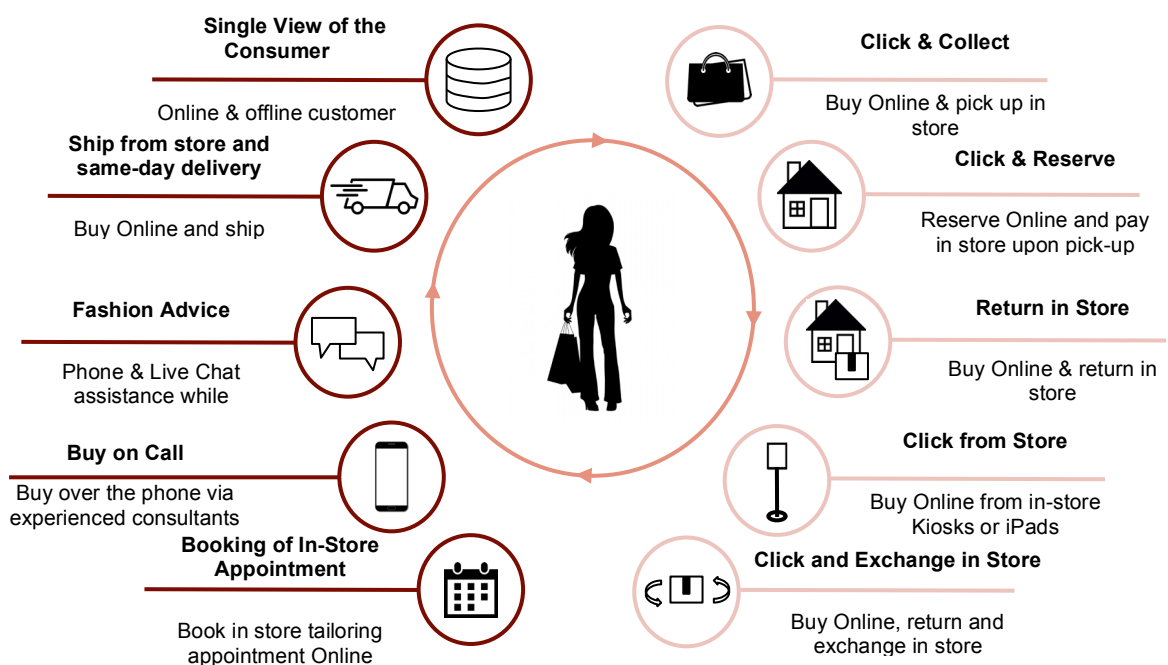 Single View of the
Consumer
Online & offline customer
Ship from store and
same-day delivery
Buy Online and ship
Fashion Advice
Phone & Live Chat
assistance while
Buy on Call
Buy over the phone via
experienced consultants
Booking of In-Store
Appointment
Book in store tailoring
appointment Online
Click & Collect
Buy Online & pick up in
store
Click & Reserve
Reserve Online and pay
in store upon pick-up
Return in Store
Buy Online & return in
store
Click from Store
Buy Online from in-store
Kiosks or iPads
Click and Exchange in Store
Buy Online, return and
exchange in store